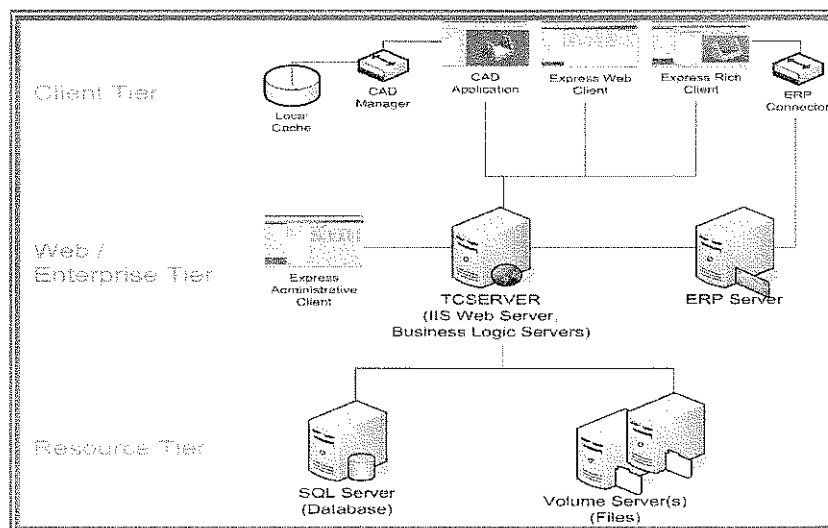 Client Tier
Local
Cache
CAD
Manager
CAD
Application
Express Web
Client
Express Rich
Client
ERP
Connector
Web /
Enterprise Tier
Express
Administrative
Client
TCSERVER
(IIS Web Server,
Business Logic Servers)
ERP Server
Resource Tier
SQL Server
(Database)
Volume Server(s)
(Files)